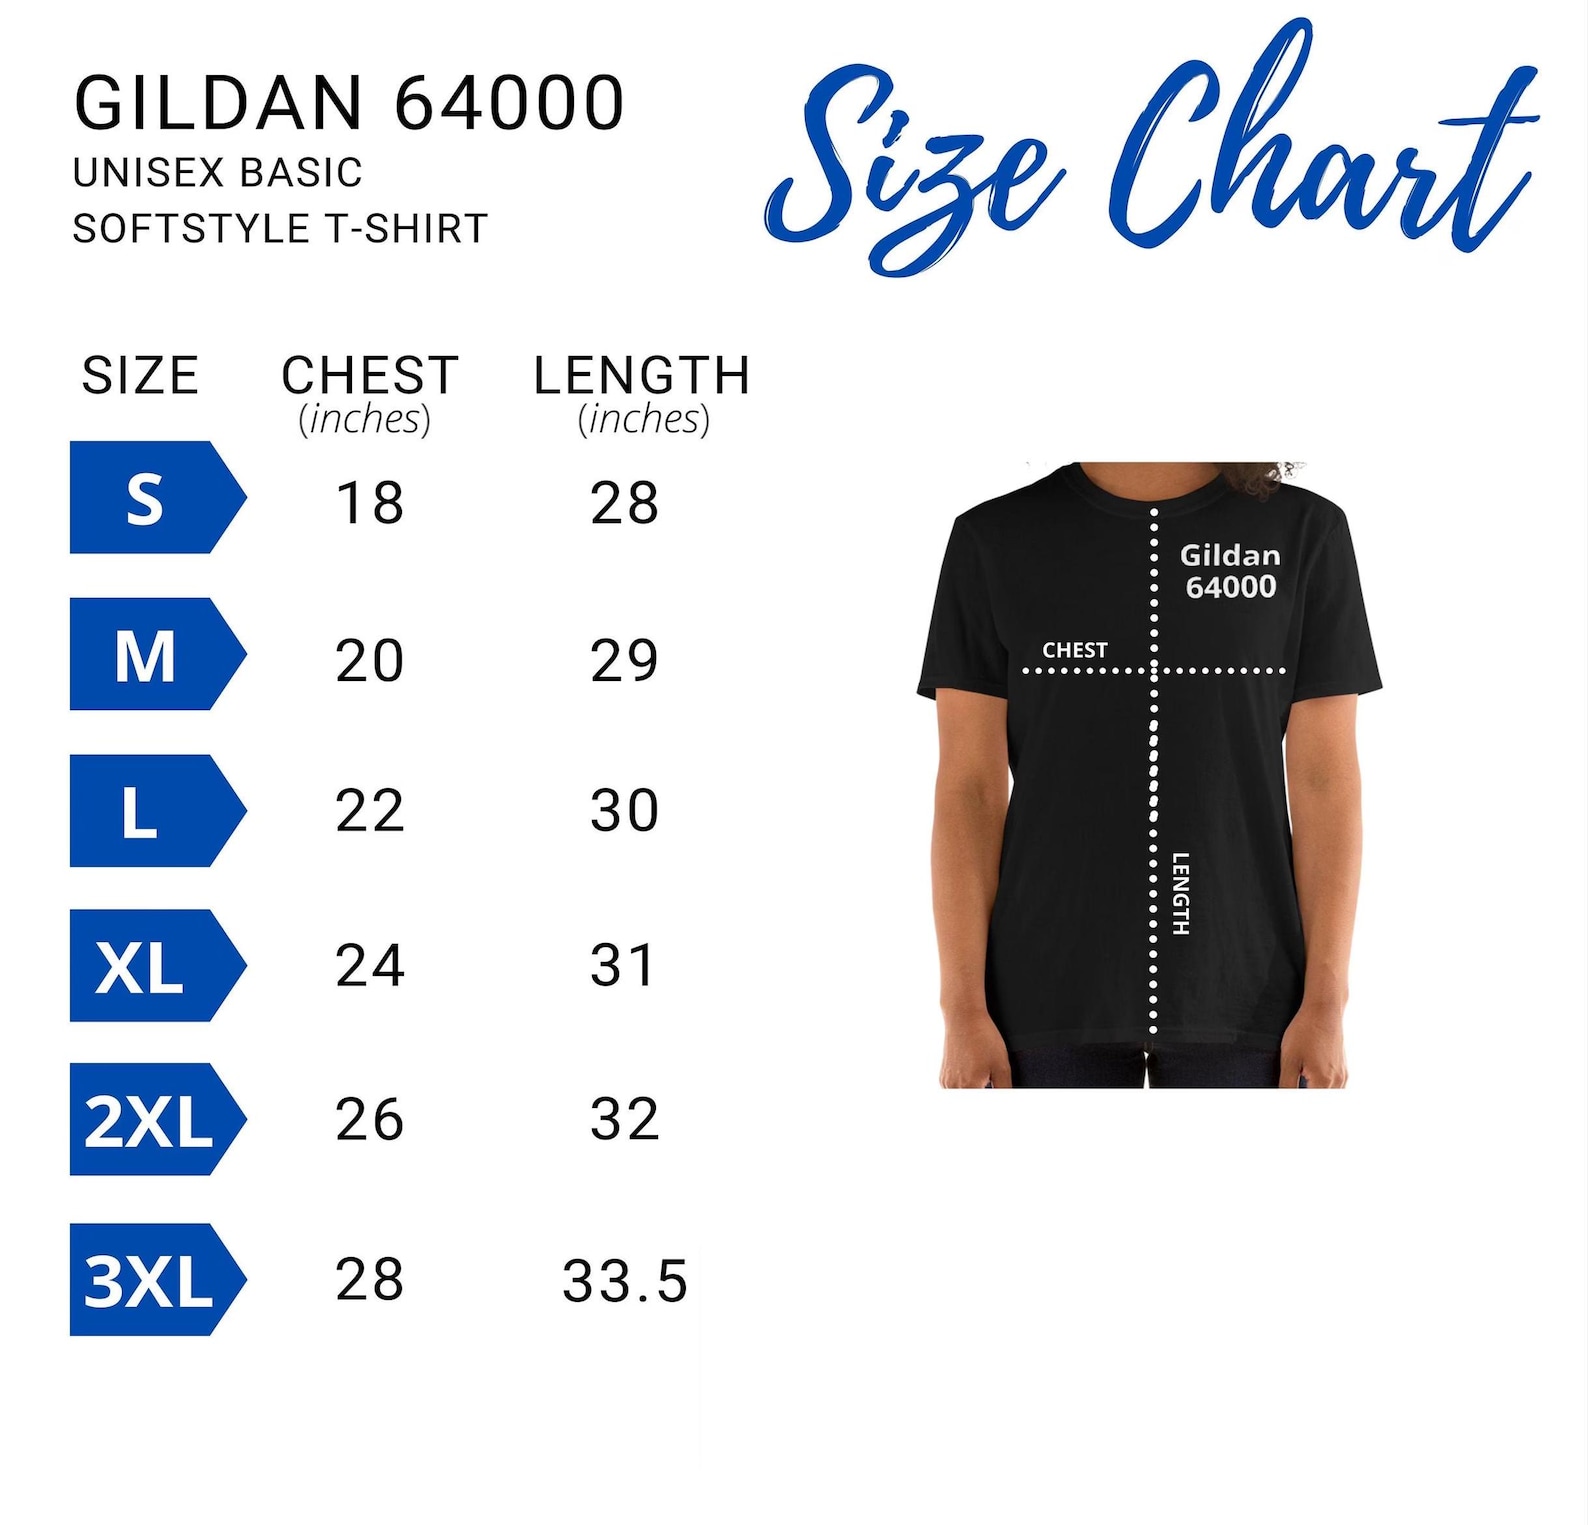 GILDAN 64000
UNISEX BASIC
SOFTSTYLE T-SHIRT
Size Chart
SIZE CHEST LENGTH
(inches) (inches)
S 18 28
M 20 29
L 22 30
XL 24 31
2XL 26 32
3XL 28 33.5
Gildan
64000
CHEST
LENGTH